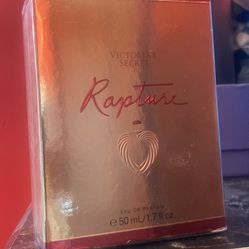 VICTORIA'S
SECRET
Rapture
EAU DE PARFUM
℮ 50 mL/1.7 fl oz